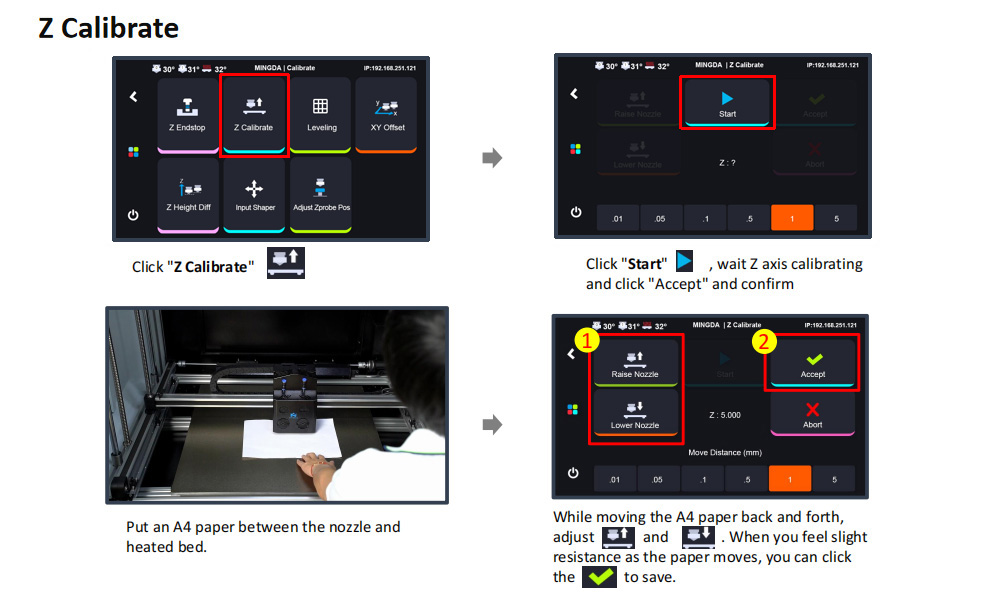 Z Calibrate
30° 31° 32° MINGDA | Calibrate IP:192.168.251.121
Z Endstop Z Calibrate Leveling XY Offset
Z Height Diff Input Shaper Adjust Zprobe Pos
Click "Z Calibrate"
30° 31° 32° MINGDA | Z Calibrate IP:192.168.251.121
Raise Nozzle Start Accept
Lower Nozzle Z : ? Abort
.01 .05 .1 .5 1 5
Click "Start" , wait Z axis calibrating
and click "Accept" and confirm
Put an A4 paper between the nozzle and
heated bed.
30° 31° 32° MINGDA | Z Calibrate IP:192.168.251.121
1 2
Raise Nozzle Start Accept
Lower Nozzle Z : 5.000 Abort
Move Distance (mm)
.01 .05 .1 .5 1 5
While moving the A4 paper back and forth,
adjust and . When you feel slight
resistance as the paper moves, you can click
the to save.